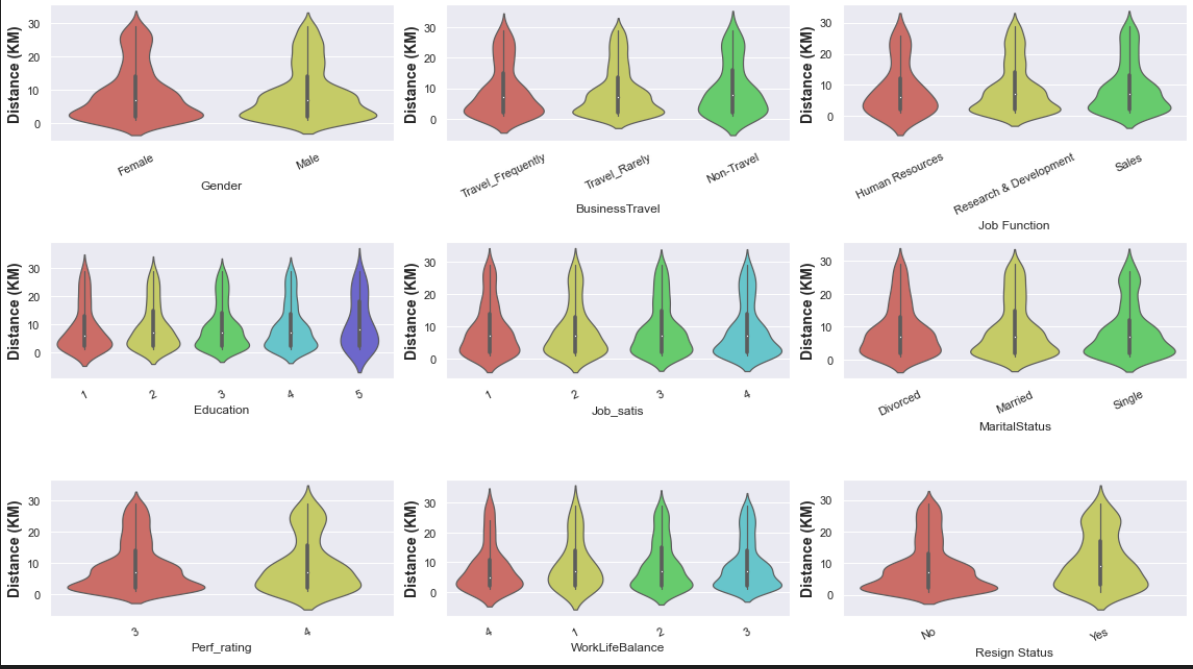 Distance (KM)
30
20
10
0
Female
Male
Gender
Distance (KM)
30
20
10
0
Travel_Frequently
Travel_Rarely
Non-Travel
BusinessTravel
Distance (KM)
30
20
10
0
Human Resources
Research & Development
Sales
Job Function
Distance (KM)
30
20
10
0
1
2
3
4
5
Education
Distance (KM)
30
20
10
0
1
2
3
4
Job_satis
Distance (KM)
30
20
10
0
Divorced
Married
Single
MaritalStatus
Distance (KM)
30
20
10
0
3
4
Perf_rating
Distance (KM)
30
20
10
0
4
1
2
3
WorkLifeBalance
Distance (KM)
30
20
10
0
No
Yes
Resign Status